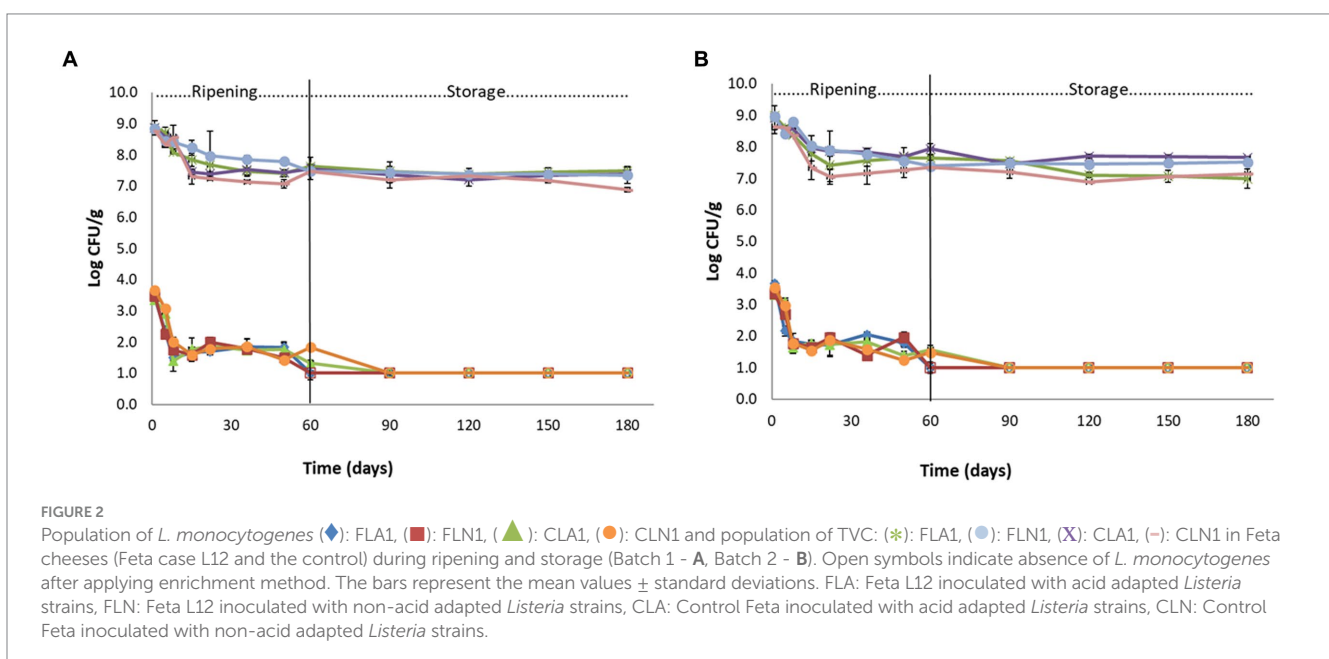 A
Ripening
Storage
10.0
9.0
8.0
7.0
6.0
5.0
4.0
3.0
2.0
1.0
0.0
Log CFU/g
0 30 60 90 120 150 180
Time (days)
B
Ripening
Storage
10.0
9.0
8.0
7.0
6.0
5.0
4.0
3.0
2.0
1.0
0.0
Log CFU/g
0 30 60 90 120 150 180
Time (days)
FIGURE 2
Population of L. monocytogenes (♦): FLA1, (■): FLN1, (▲): CLA1, (●): CLN1 and population of TVC: (✳): FLA1, (●): FLN1, (X): CLA1, (–): CLN1 in Feta
cheeses (Feta case L12 and the control) during ripening and storage (Batch 1 - A, Batch 2 - B). Open symbols indicate absence of L. monocytogenes
after applying enrichment method. The bars represent the mean values ± standard deviations. FLA: Feta L12 inoculated with acid adapted Listeria
strains, FLN: Feta L12 inoculated with non-acid adapted Listeria strains, CLA: Control Feta inoculated with acid adapted Listeria strains, CLN: Control
Feta inoculated with non-acid adapted Listeria strains.